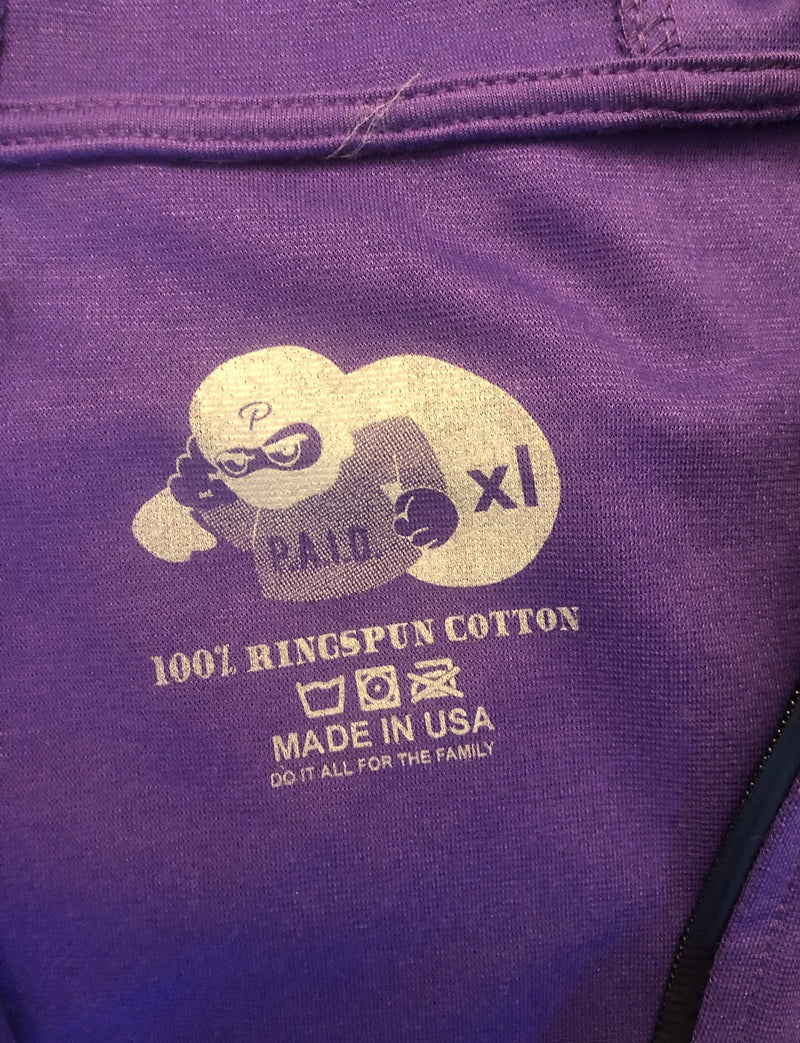 P
P.A.I.D.
xl
100% RINGSPUN COTTON
MADE IN USA
DO IT ALL FOR THE FAMILY